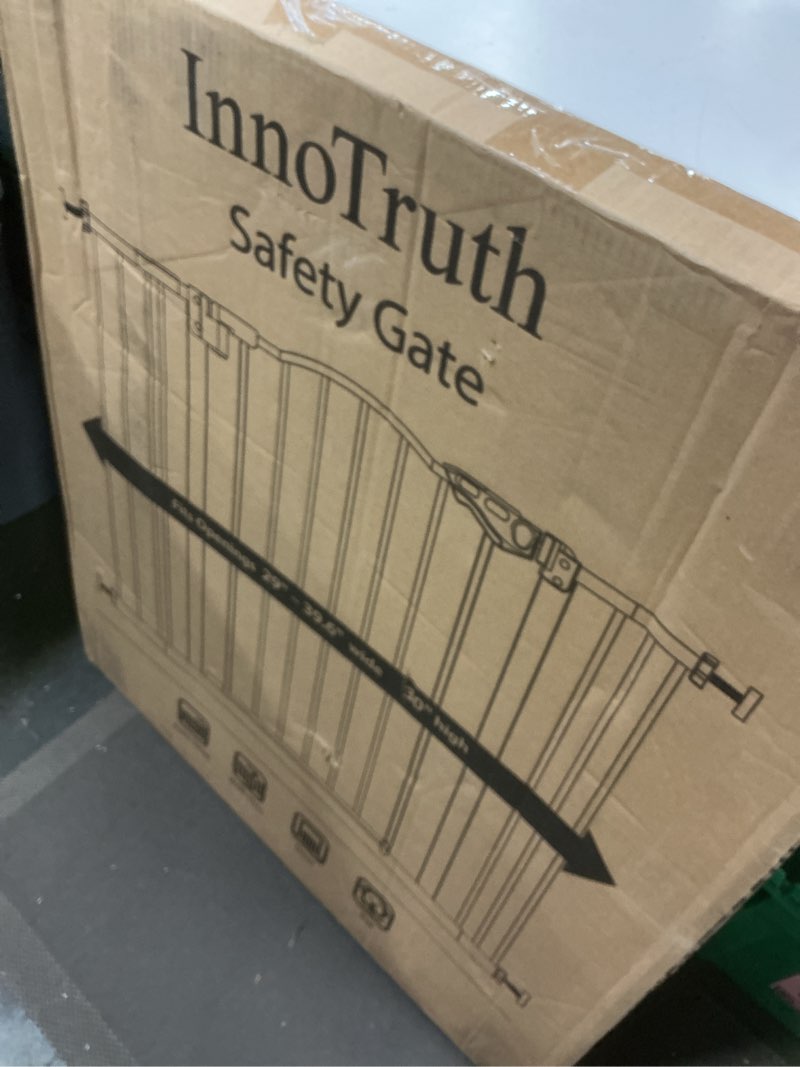 InnoTruth
Safety Gate
Fits Openings 29" - 39.6" wide 30" high